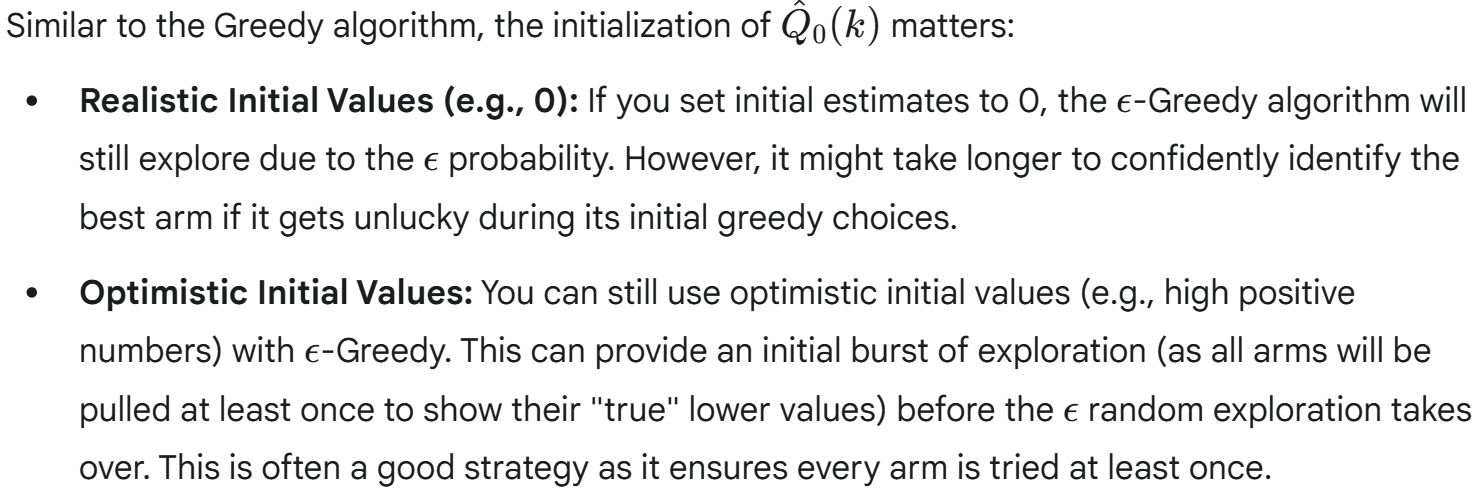 Similar to the Greedy algorithm, the initialization of $\hat{Q}_0(k)$ matters:
• Realistic Initial Values (e.g., 0): If you set initial estimates to 0, the ϵ-Greedy algorithm will
still explore due to the ϵ probability. However, it might take longer to confidently identify the
best arm if it gets unlucky during its initial greedy choices.
• Optimistic Initial Values: You can still use optimistic initial values (e.g., high positive
numbers) with ϵ-Greedy. This can provide an initial burst of exploration (as all arms will be
pulled at least once to show their "true" lower values) before the ϵ random exploration takes
over. This is often a good strategy as it ensures every arm is tried at least once.